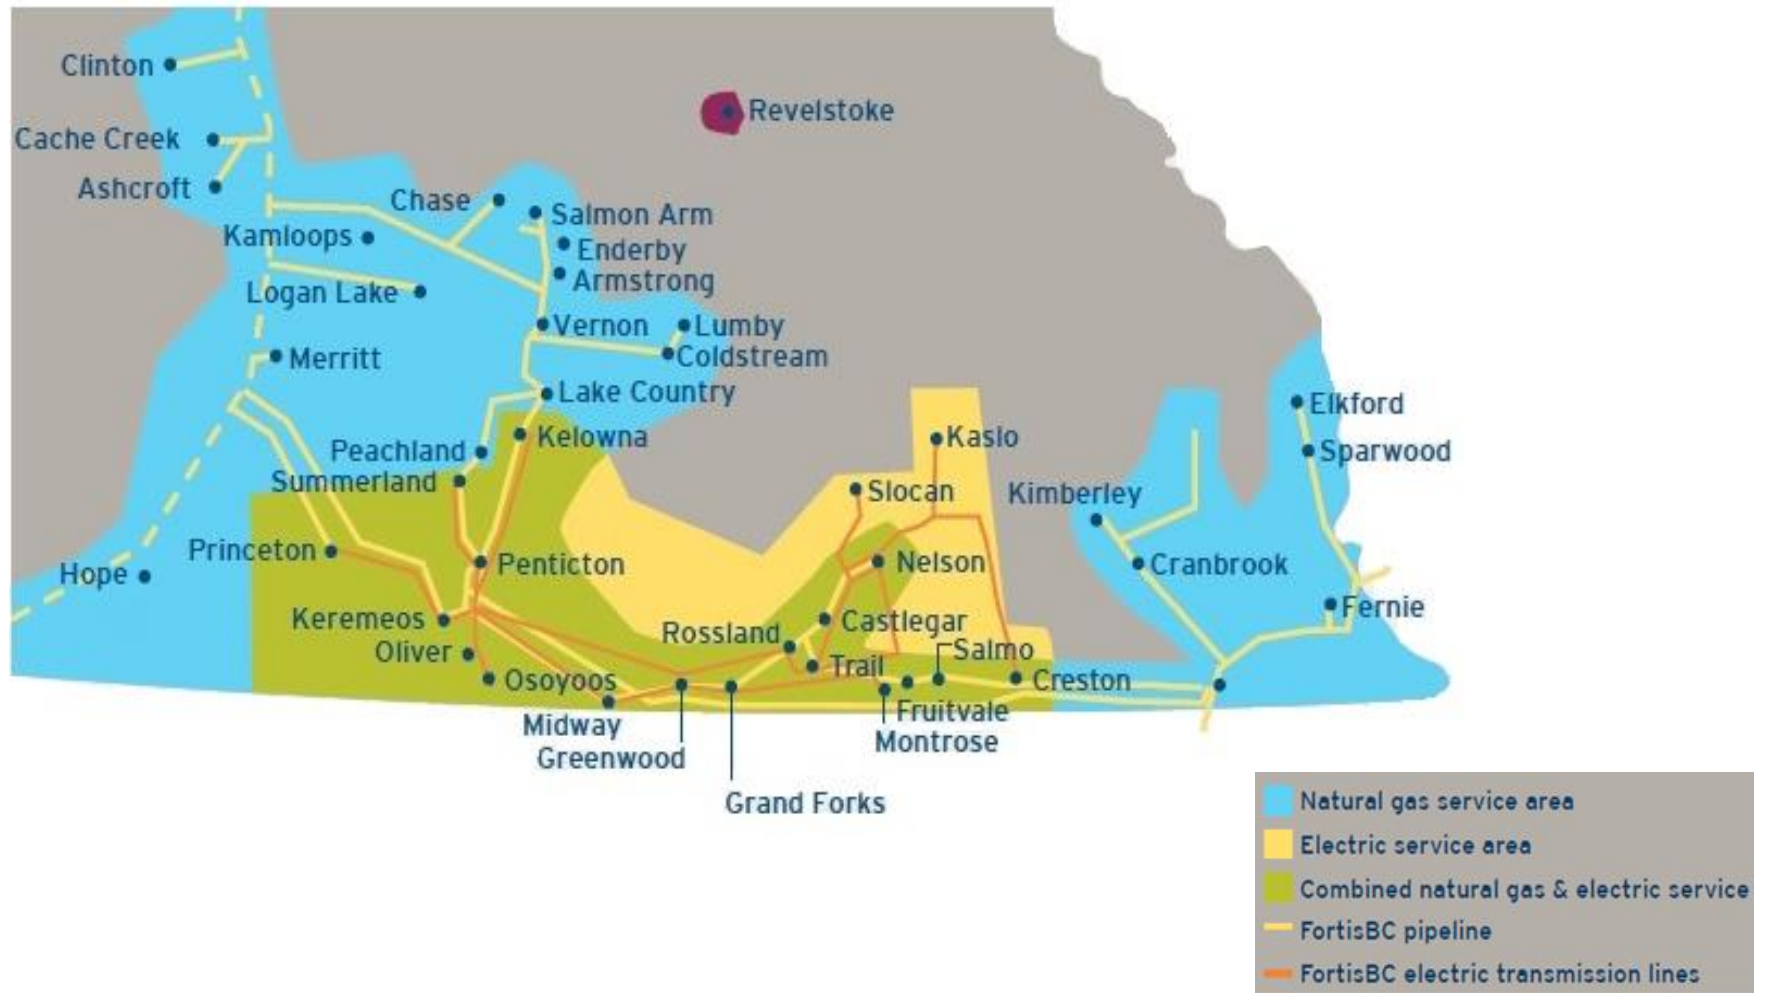 Clinton
Revelstoke
Cache Creek
Ashcroft
Chase
Salmon Arm
Kamloops
Enderby
Armstrong
Logan Lake
Vernon
Lumby
Merritt
Coldstream
Lake Country
Elkford
Kelowna
Kaslo
Peachland
Sparwood
Summerland
Slocan
Kimberley
Princeton
Penticton
Nelson
Cranbrook
Hope
Fernie
Keremeos
Castlegar
Rossland
Oliver
Salmo
Trail
Osoyoos
Creston
Fruitvale
Midway
Montrose
Greenwood
Grand Forks
Natural gas service area
Electric service area
Combined natural gas & electric service
FortisBC pipeline
FortisBC electric transmission lines